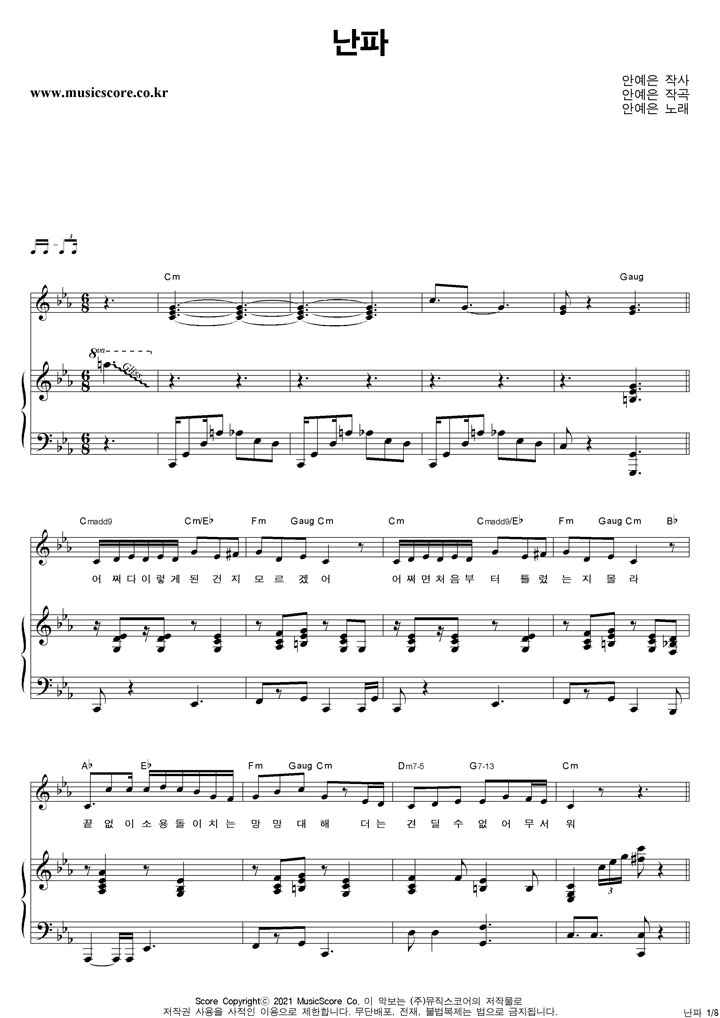 난파
안예은 작사
www.musicscore.co.kr
안예은 작곡
안예은 노래
3
Cm Gaug
8va
Gliss
Cmadd9 Cm/E♭ Fm Gaug Cm Cm Cmadd9/E♭ Fm Gaug Cm B♭
어 쩌 다 이 렇 게 된 건 지 모 르 겠 어 어 쩌 면 처 음 부 터 틀 렸 는 지 몰 라
A♭ E♭ Fm Gaug Cm Dm7-5 G7-13 Cm
끝 없 이 소 용 돌 이 치 는 망 망 대 해 더 는 견 딜 수 없 어 무 서 워
3
Score Copyrightⓒ 2021 MusicScore Co. 이 악보는 (주)뮤직스코어의 저작물로
저작권 사용을 사적인 이용으로 제한합니다. 무단배포, 전재, 불법복제는 법으로 금지됩니다.
난파 1/8